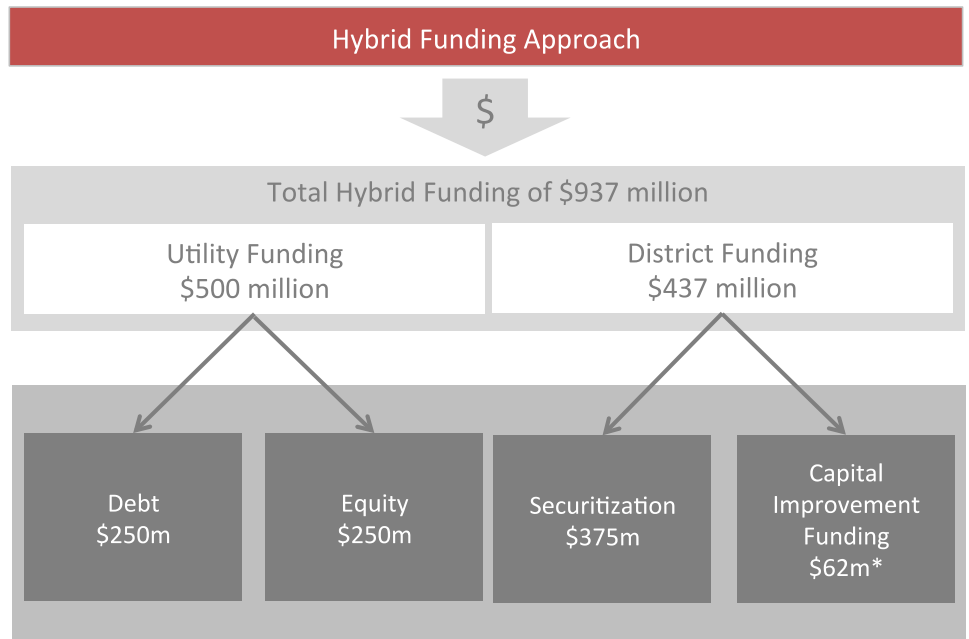 Hybrid Funding Approach
$
Total Hybrid Funding of $937 million
Utility Funding
$500 million
District Funding
$437 million
Debt
$250m
Equity
$250m
Securitization
$375m
Capital
Improvement
Funding
$62m*